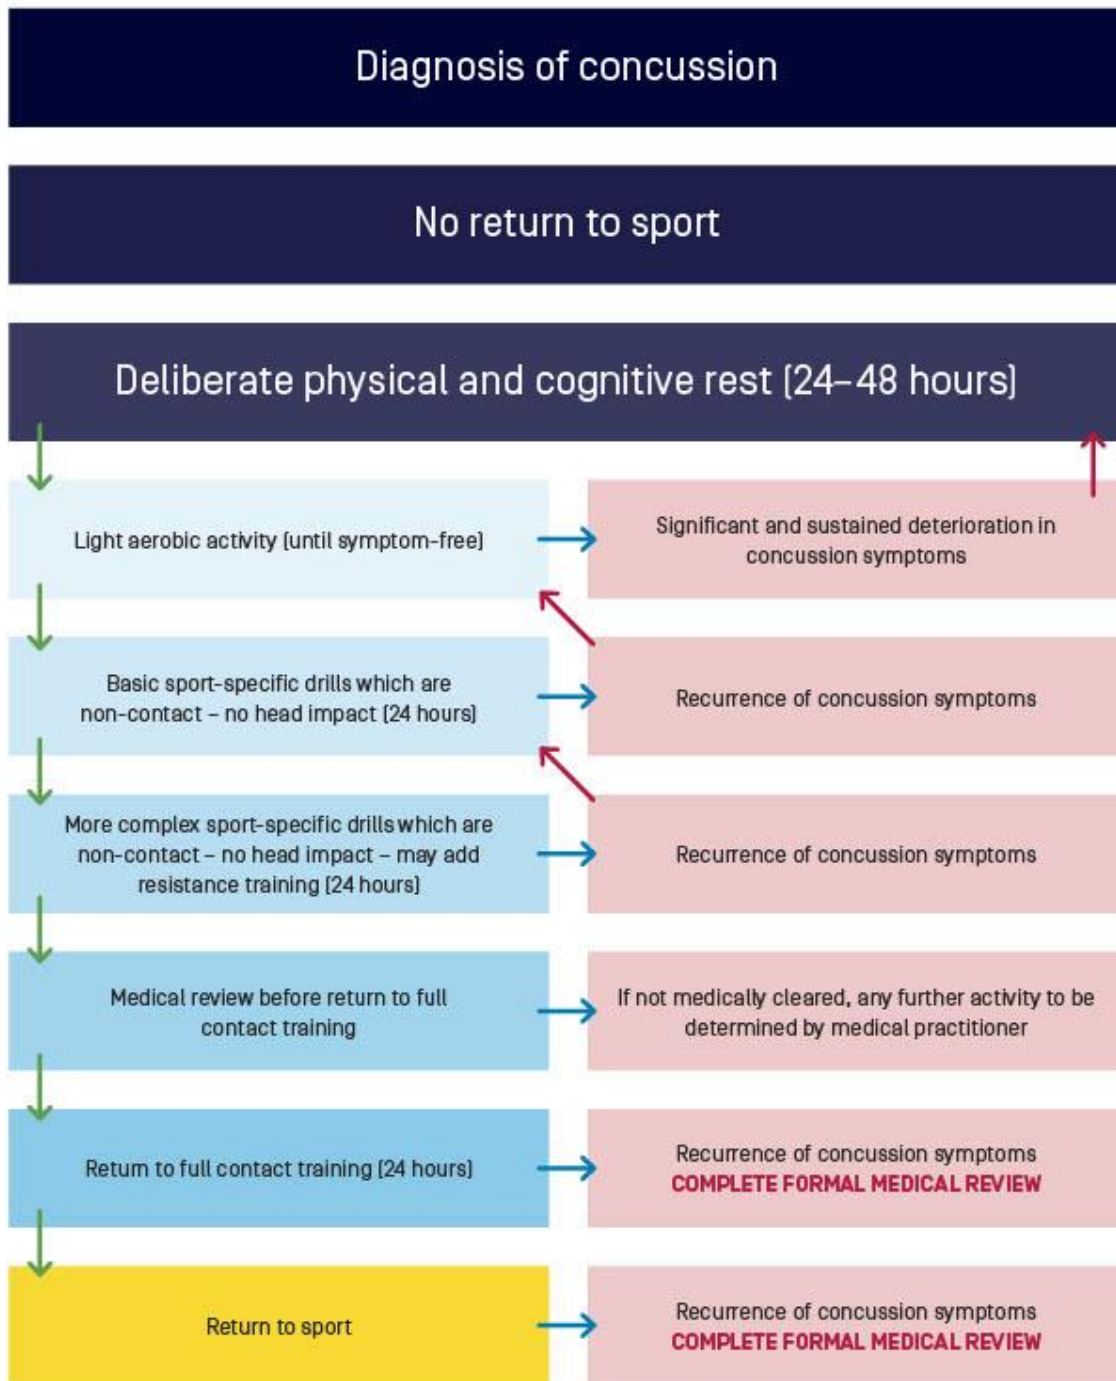 Diagnosis of concussion
No return to sport
Deliberate physical and cognitive rest (24–48 hours)
Light aerobic activity (until symptom-free)
Significant and sustained deterioration in
concussion symptoms
Basic sport-specific drills which are
non-contact – no head impact (24 hours)
Recurrence of concussion symptoms
More complex sport-specific drills which are
non-contact – no head impact – may add
resistance training (24 hours)
Recurrence of concussion symptoms
Medical review before return to full
contact training
If not medically cleared, any further activity to be
determined by medical practitioner
Return to full contact training (24 hours)
Recurrence of concussion symptoms
COMPLETE FORMAL MEDICAL REVIEW
Return to sport
Recurrence of concussion symptoms
COMPLETE FORMAL MEDICAL REVIEW